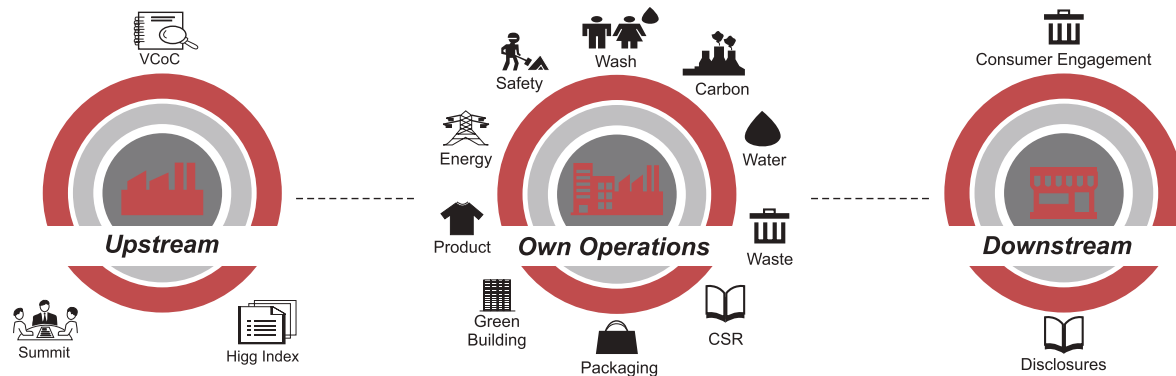 VCoC
Upstream
Summit
Higg Index
Wash
Safety
Carbon
Energy
Water
Product
Own Operations
Waste
Green
Building
CSR
Packaging
Consumer Engagement
Downstream
Disclosures